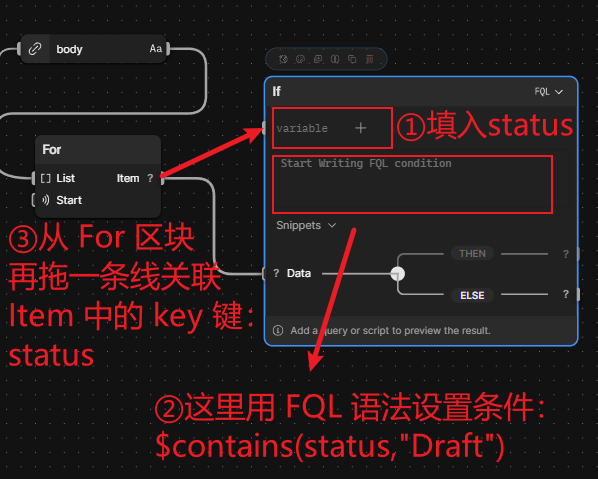 body Aa
If
FQL
variable +
①填入status
Start Writing FQL condition
For
List Item ?
Start
Snippets
③从 For 区块
再拖一条线关联
Item 中的 key 键：
status
THEN ?
? Data
ELSE ?
Add a query or script to preview the result.
②这里用 FQL 语法设置条件：
$contains(status,"Draft")